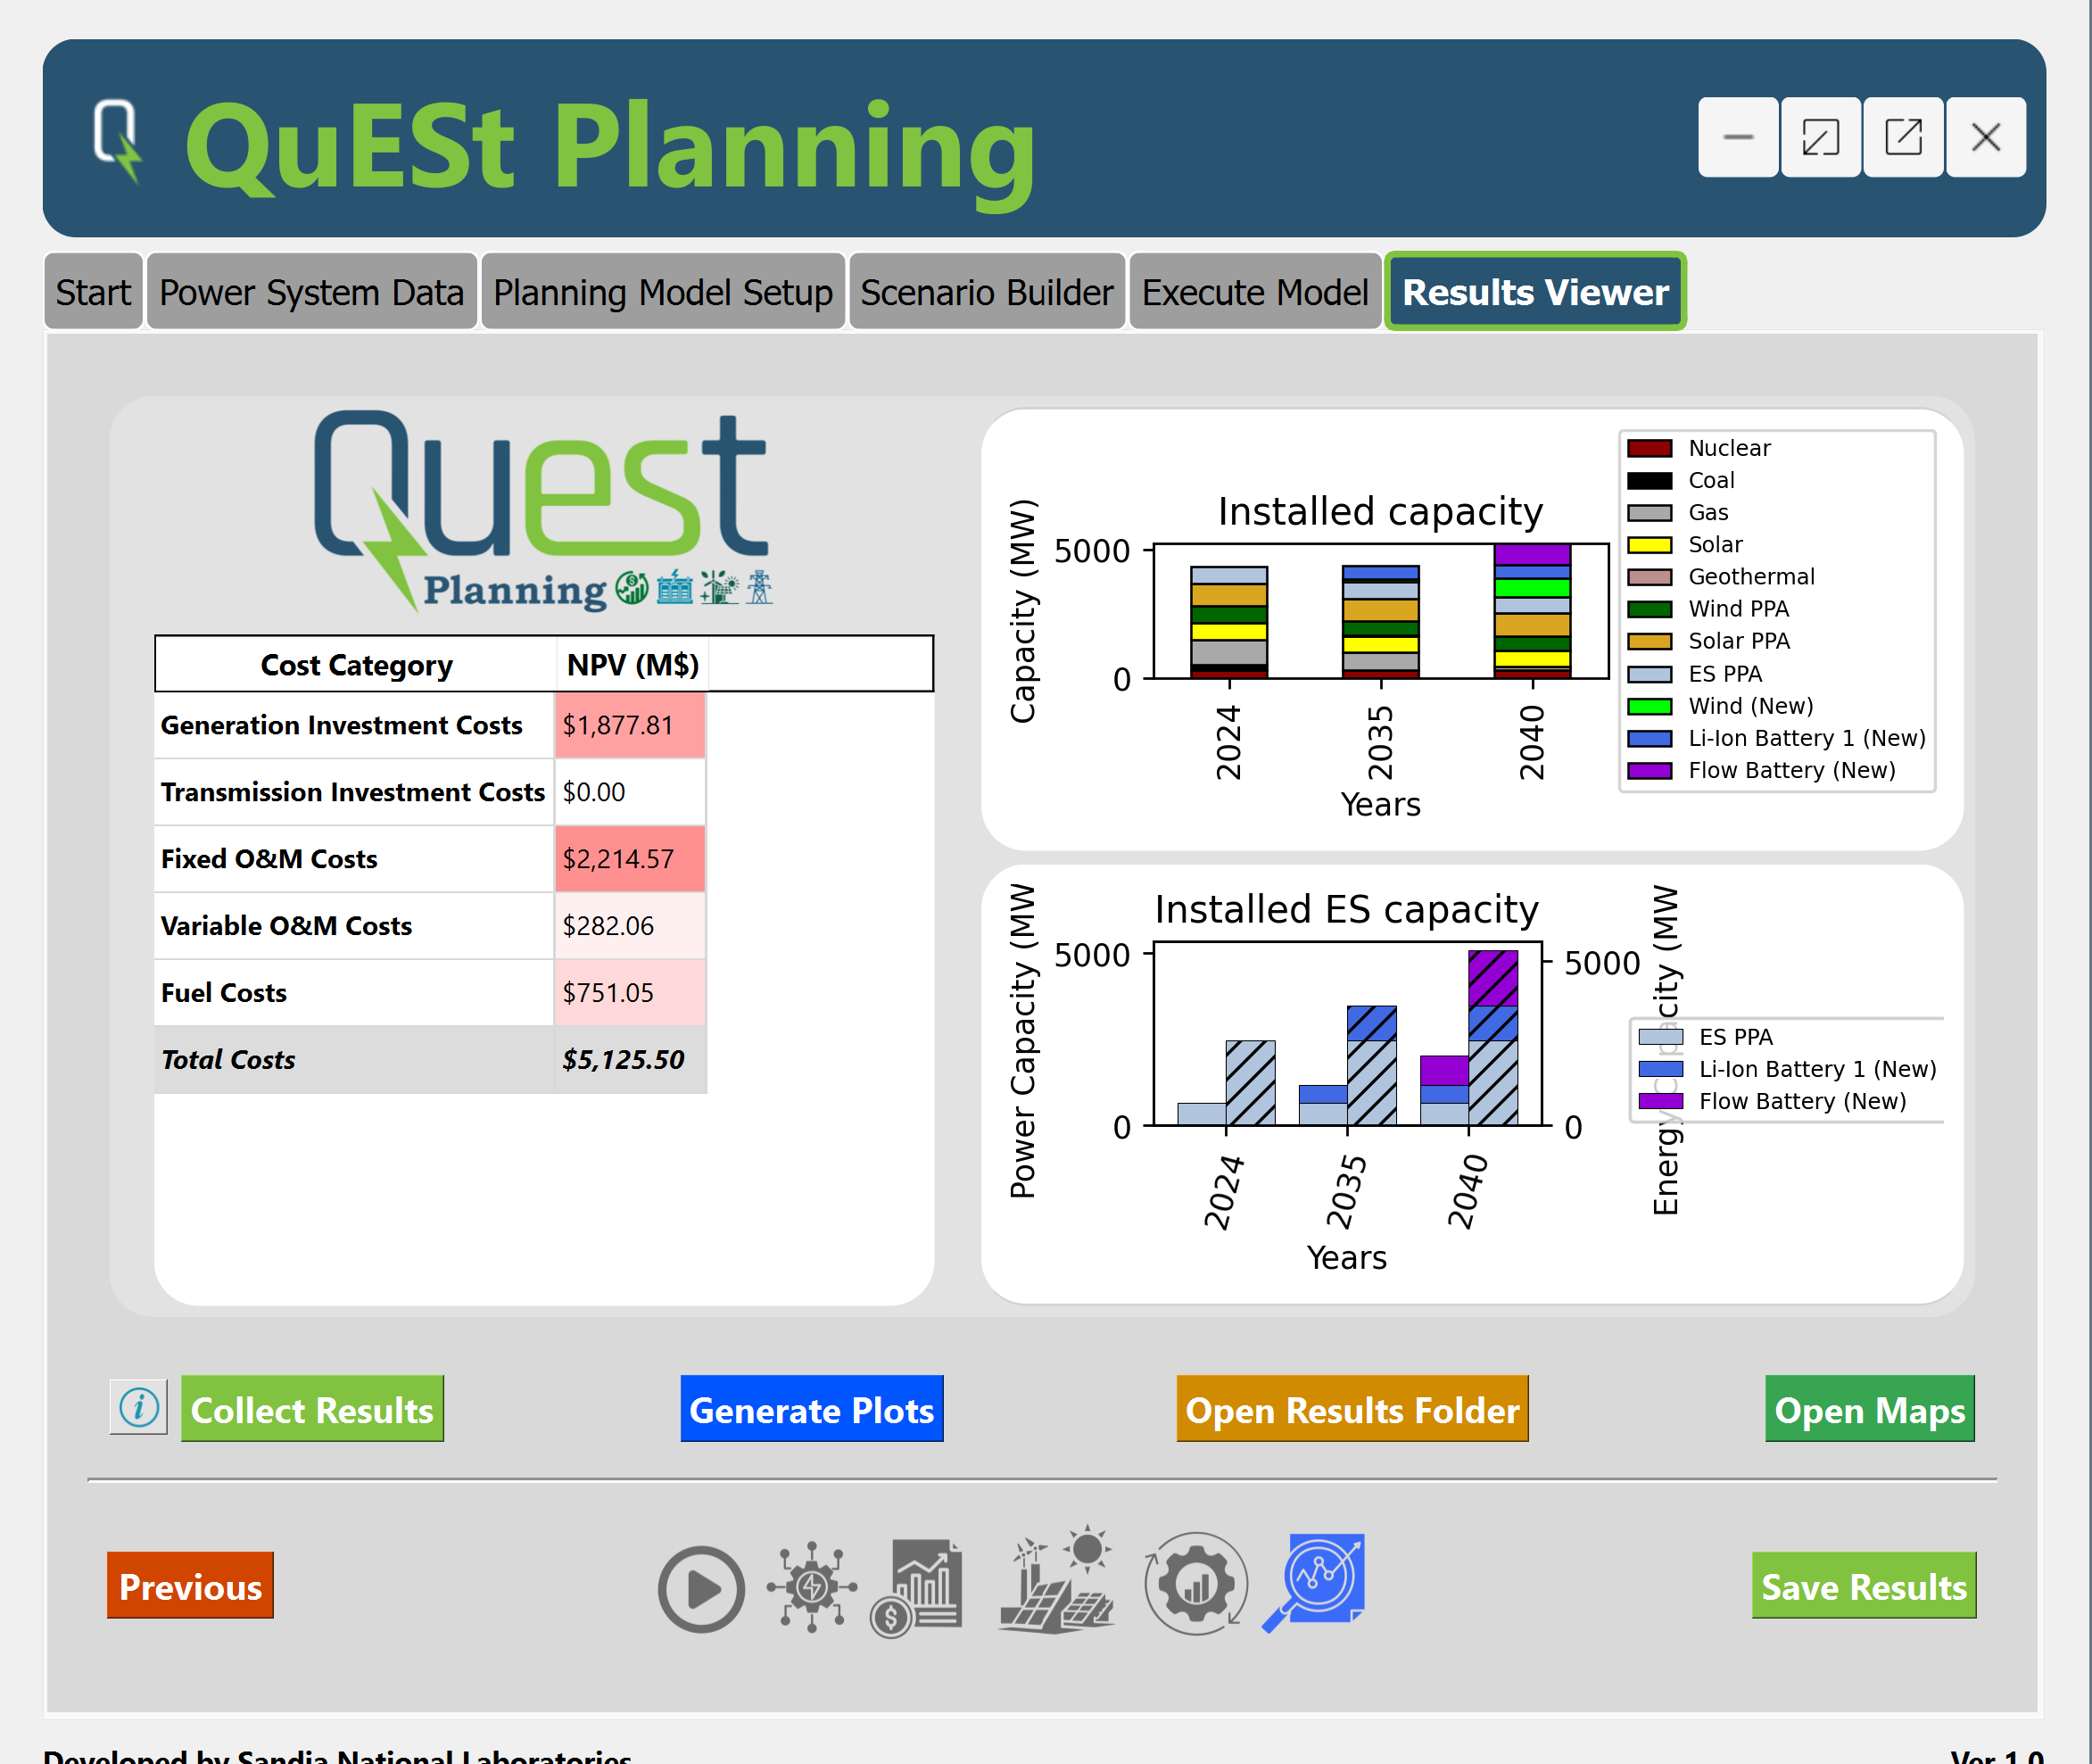 QuESt Planning
Start Power System Data Planning Model Setup Scenario Builder Execute Model Results Viewer
Quest
Planning
Cost Category NPV (M$)
Generation Investment Costs $1,877.81
Transmission Investment Costs $0.00
Fixed O&M Costs $2,214.57
Variable O&M Costs $282.06
Fuel Costs $751.05
Total Costs $5,125.50
Installed capacity
Capacity (MW)
5000
0
2024 2035 2040
Years
Nuclear
Coal
Gas
Solar
Geothermal
Wind PPA
Solar PPA
ES PPA
Wind (New)
Li-Ion Battery 1 (New)
Flow Battery (New)
Installed ES capacity
Power Capacity (MW
5000
0
2024 2035 2040
Years
5000
0
Energy Capacity (MW
ES PPA
Li-Ion Battery 1 (New)
Flow Battery (New)
i Collect Results Generate Plots Open Results Folder Open Maps
Previous
$
Save Results
Developed by Sandia National Laboratories
Ver 1.0